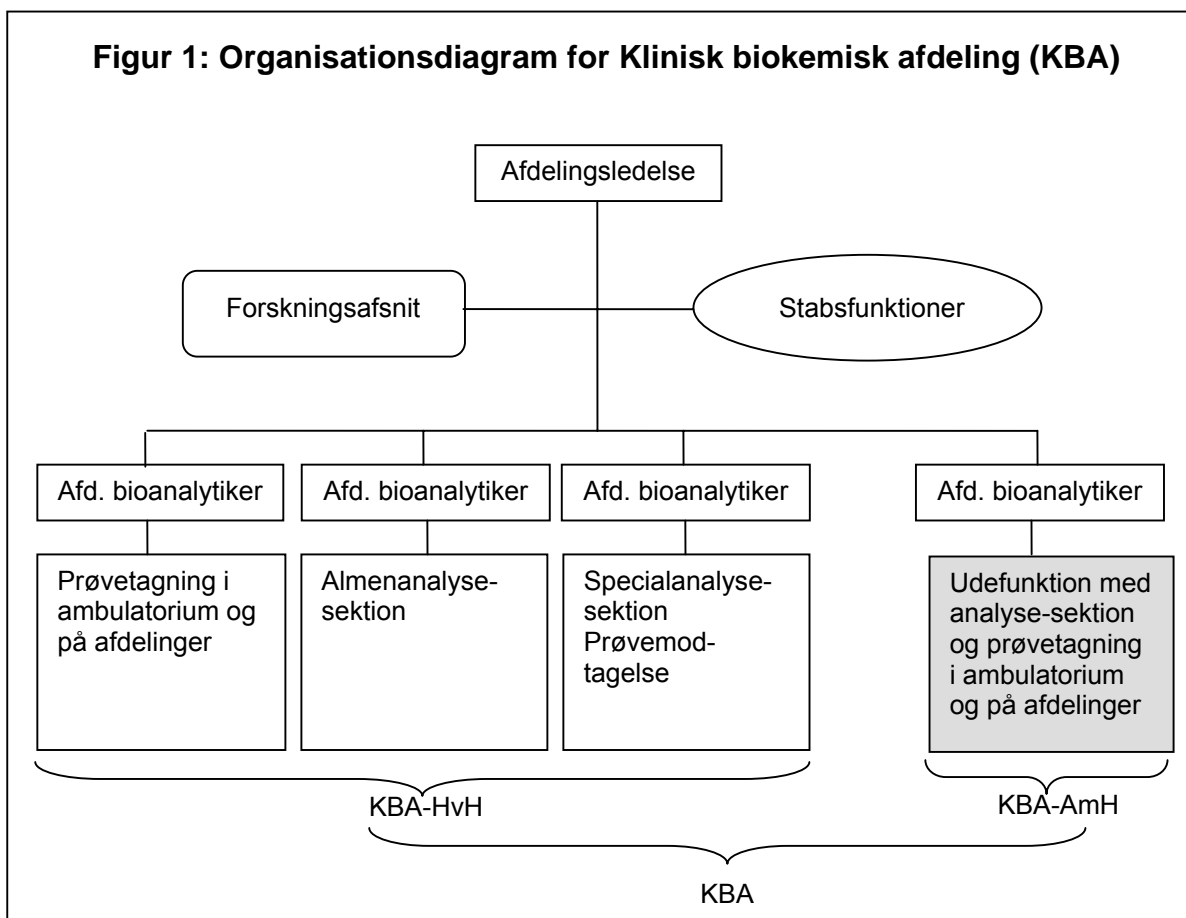 Figur 1: Organisationsdiagram for Klinisk biokemisk afdeling (KBA)
Afdelingsledelse
Forskningsafsnit
Stabsfunktioner
Afd. bioanalytiker
Afd. bioanalytiker
Afd. bioanalytiker
Afd. bioanalytiker
Prøvetagning i
ambulatorium og
på afdelinger
Almenanalyse-
sektion
Specialanalyse-
sektion
Prøvemod-
tagelse
Udefunktion med
analyse-sektion
og prøvetagning
i ambulatorium
og på afdelinger
KBA-HvH
KBA-AmH
KBA